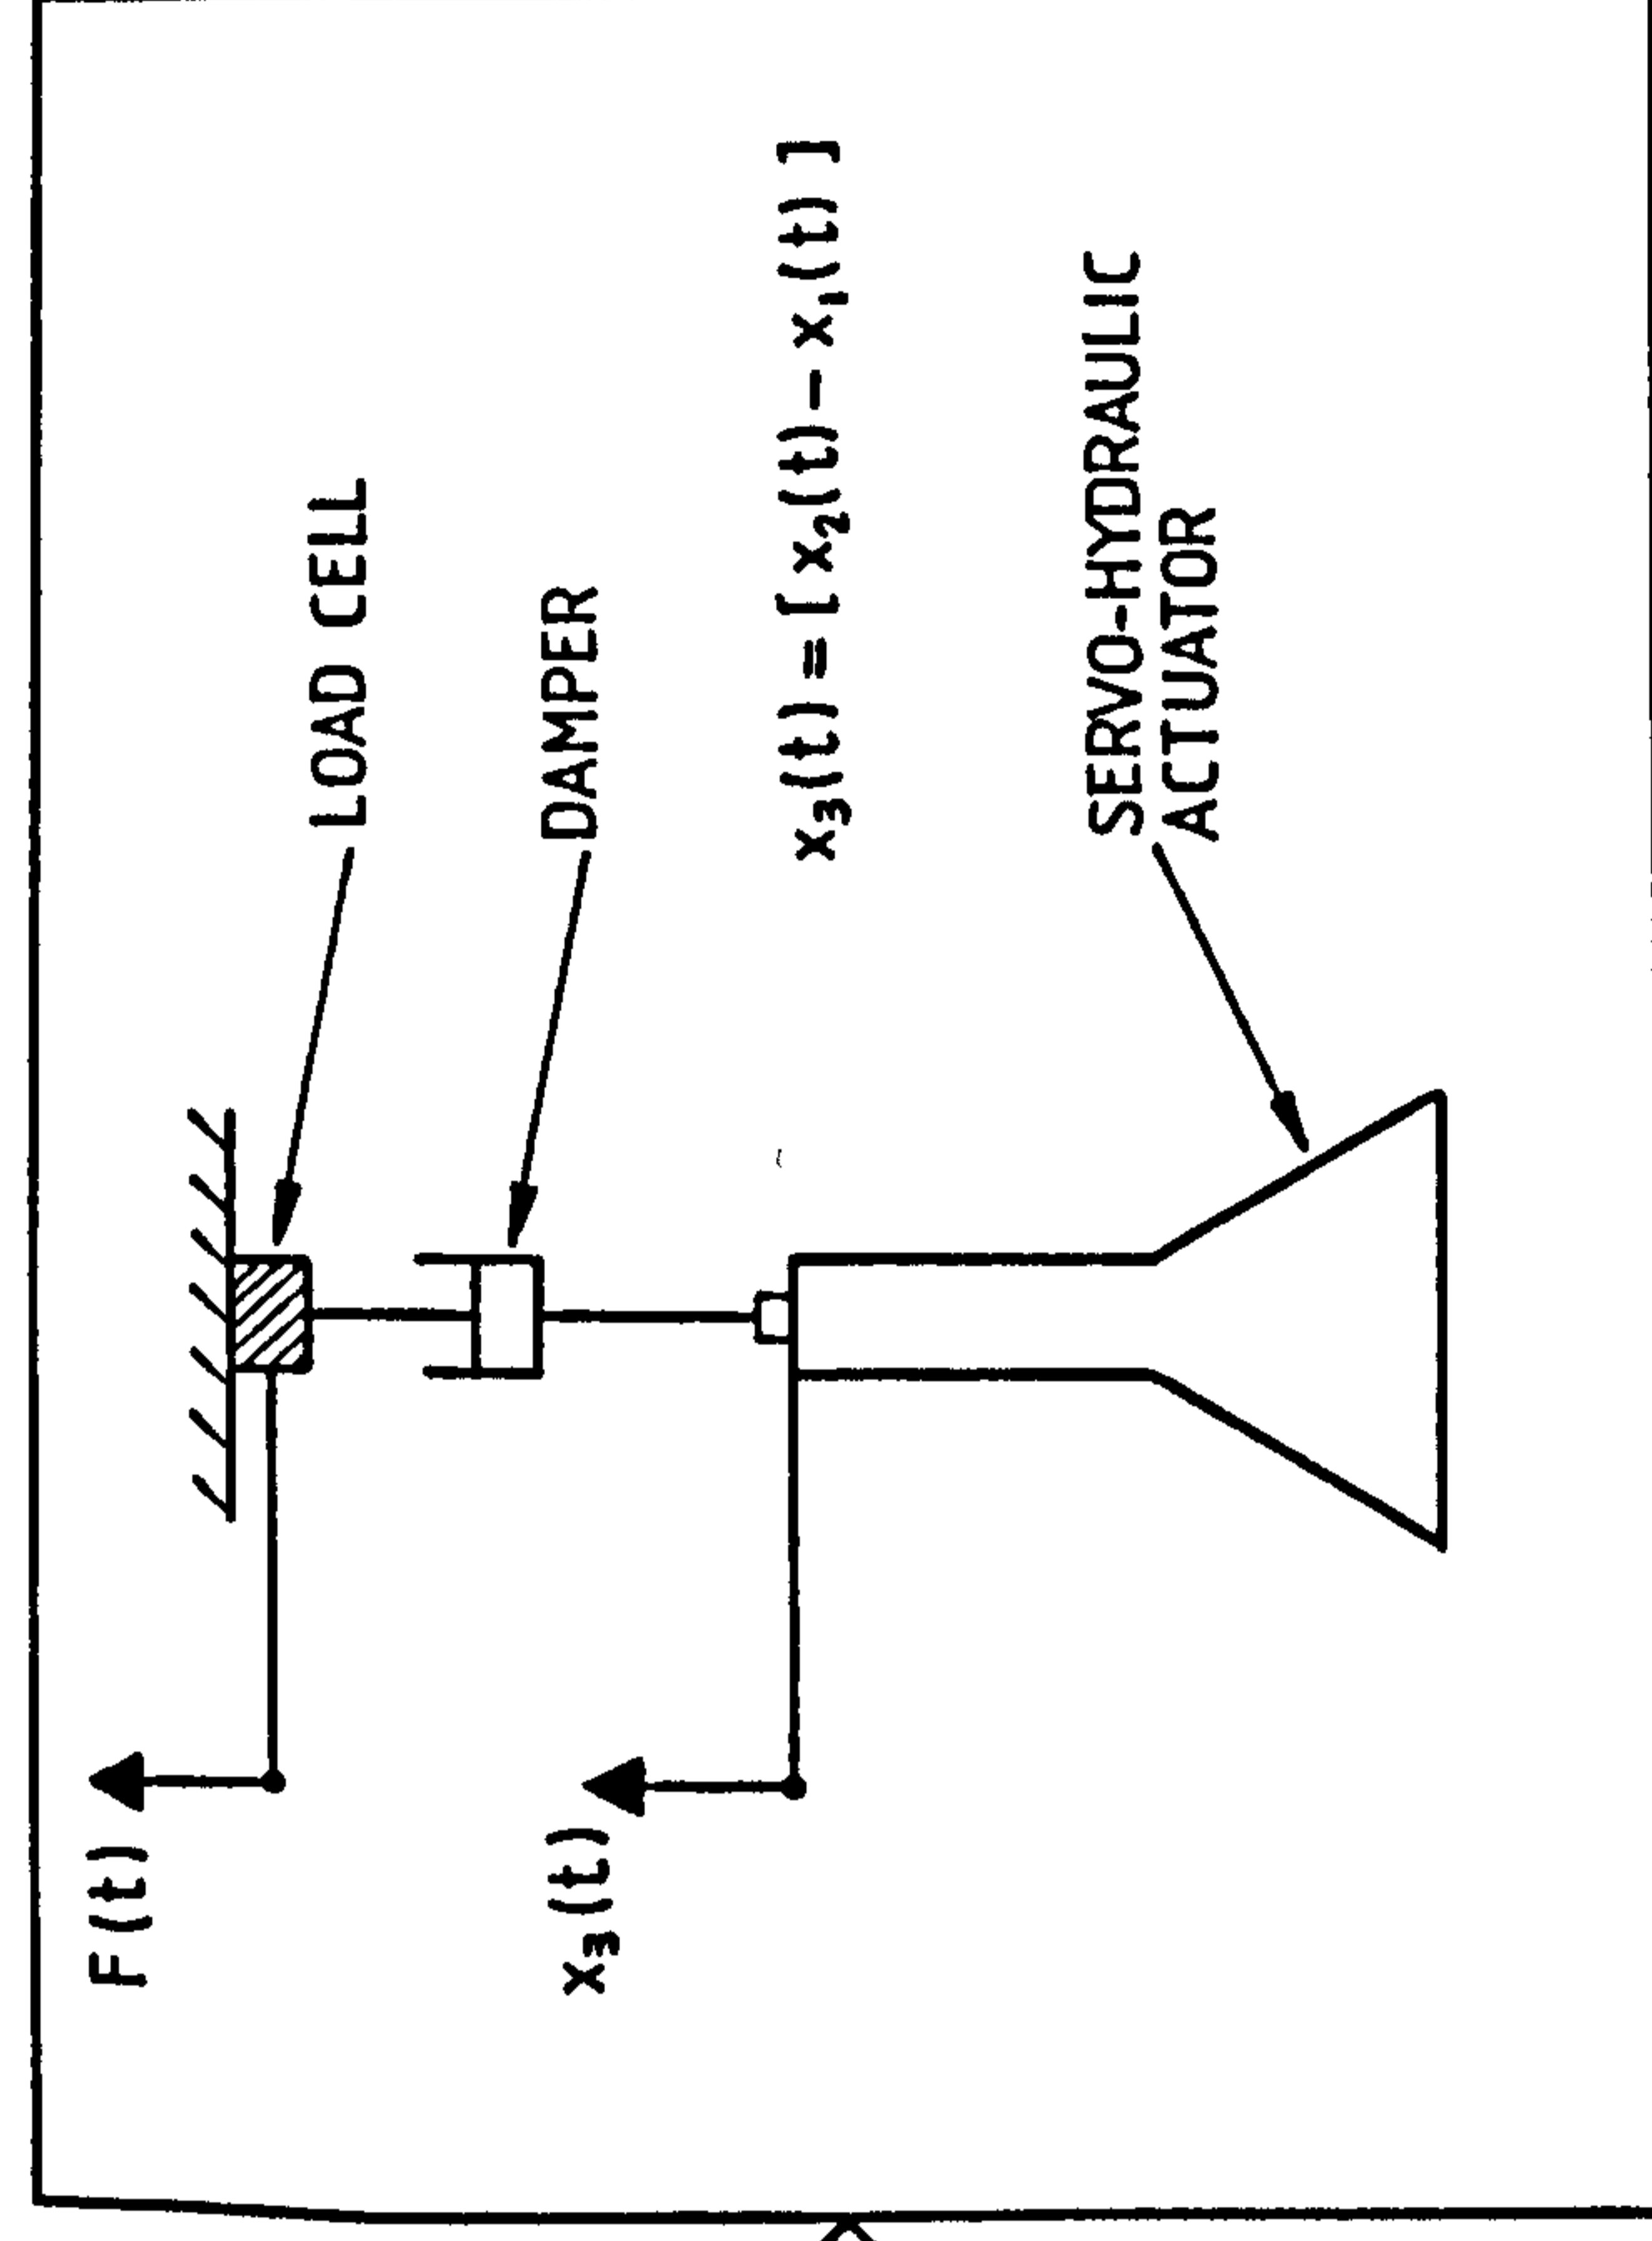 F(t)
LOAD CELL
x₃(t)
DAMPER
x₃(t) = [ x₂(t) – x₁(t) ]
SERVO-HYDRAULIC
ACTUATOR